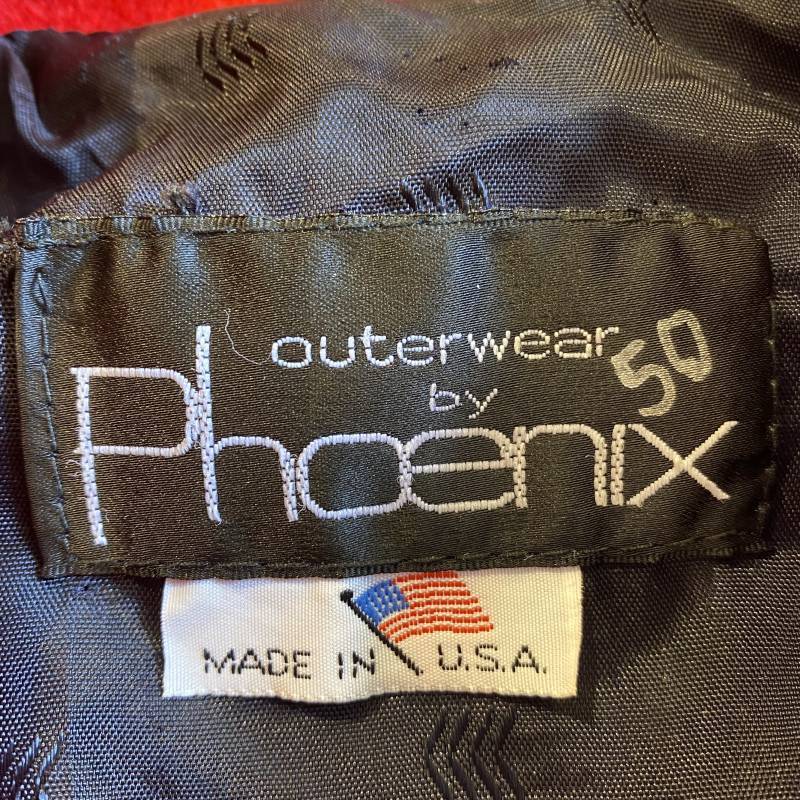 outerwear
50
by
Phoenix
MADE IN U.S.A.